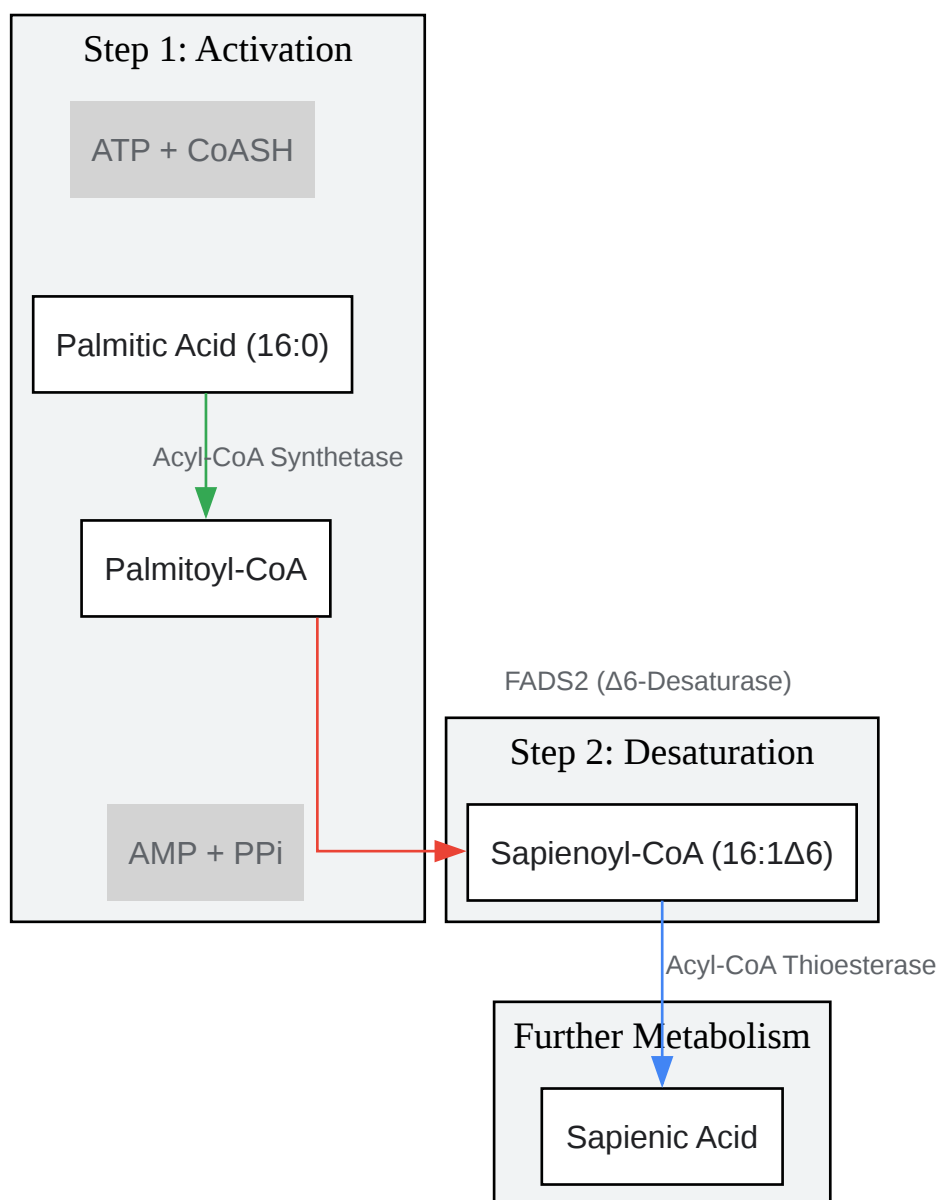 Step 1: Activation
ATP + CoASH
Palmitic Acid (16:0)
Acyl-CoA Synthetase
Palmitoyl-CoA
AMP + PPi
FADS2 (Δ6-Desaturase)
Step 2: Desaturation
Sapienoyl-CoA (16:1Δ6)
Acyl-CoA Thioesterase
Further Metabolism
Sapienic Acid